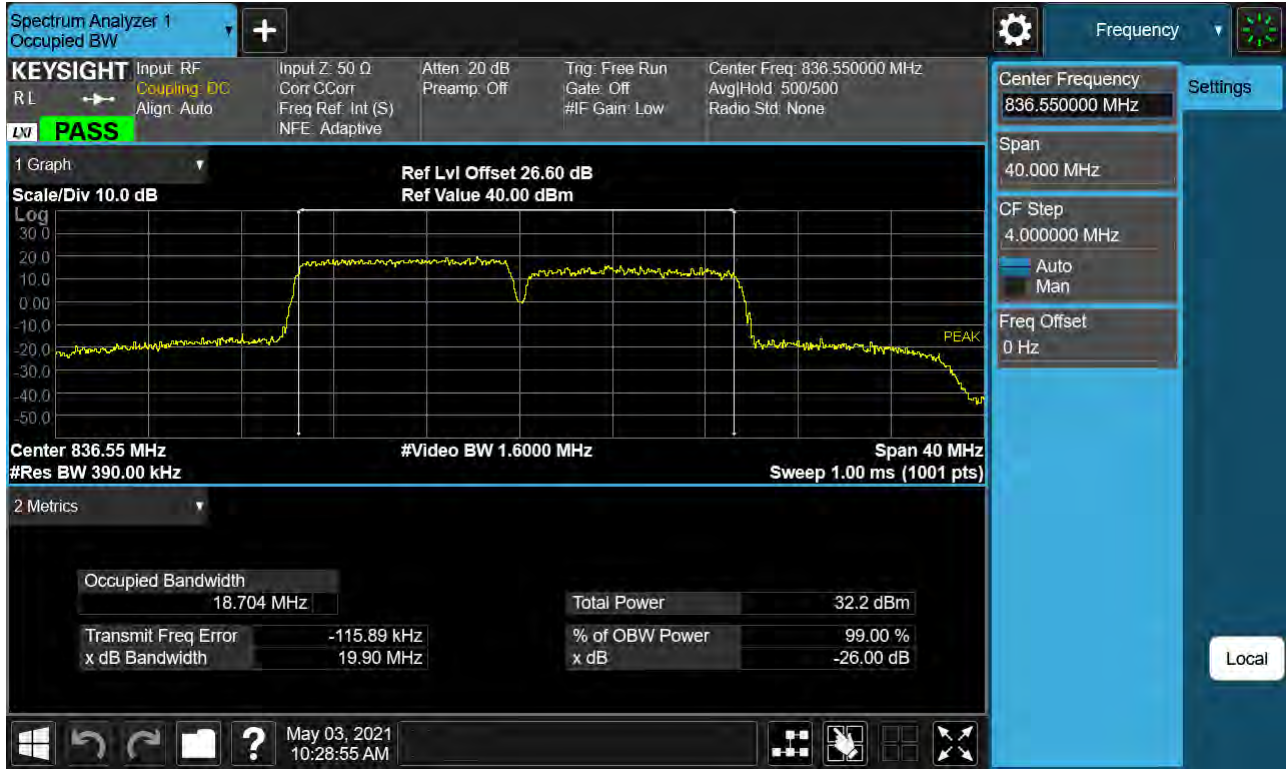 Spectrum Analyzer 1
Occupied BW
Frequency
KEYSIGHT
R L
LXI
PASS
Input: RF
Coupling: DC
Align: Auto
Input Z: 50 Ω
Corr CCorr
Freq Ref: Int (S)
NFE: Adaptive
Atten: 20 dB
Preamp: Off
Trig: Free Run
Gate: Off
#IF Gain: Low
Center Freq: 836.550000 MHz
Avg|Hold: 500/500
Radio Std: None
Center Frequency
836.550000 MHz
Settings
Span
40.000 MHz
CF Step
4.000000 MHz
Auto
Man
Freq Offset
0 Hz
Local
1 Graph
Scale/Div 10.0 dB
Ref Lvl Offset 26.60 dB
Ref Value 40.00 dBm
Log
30.0
20.0
10.0
0.00
-10.0
-20.0
-30.0
-40.0
-50.0
PEAK
Center 836.55 MHz
#Video BW 1.6000 MHz
Span 40 MHz
#Res BW 390.00 kHz
Sweep 1.00 ms (1001 pts)
2 Metrics
Occupied Bandwidth
18.704 MHz
Total Power 32.2 dBm
Transmit Freq Error -115.89 kHz
% of OBW Power 99.00 %
x dB Bandwidth 19.90 MHz
x dB -26.00 dB
?
May 03, 2021
10:28:55 AM